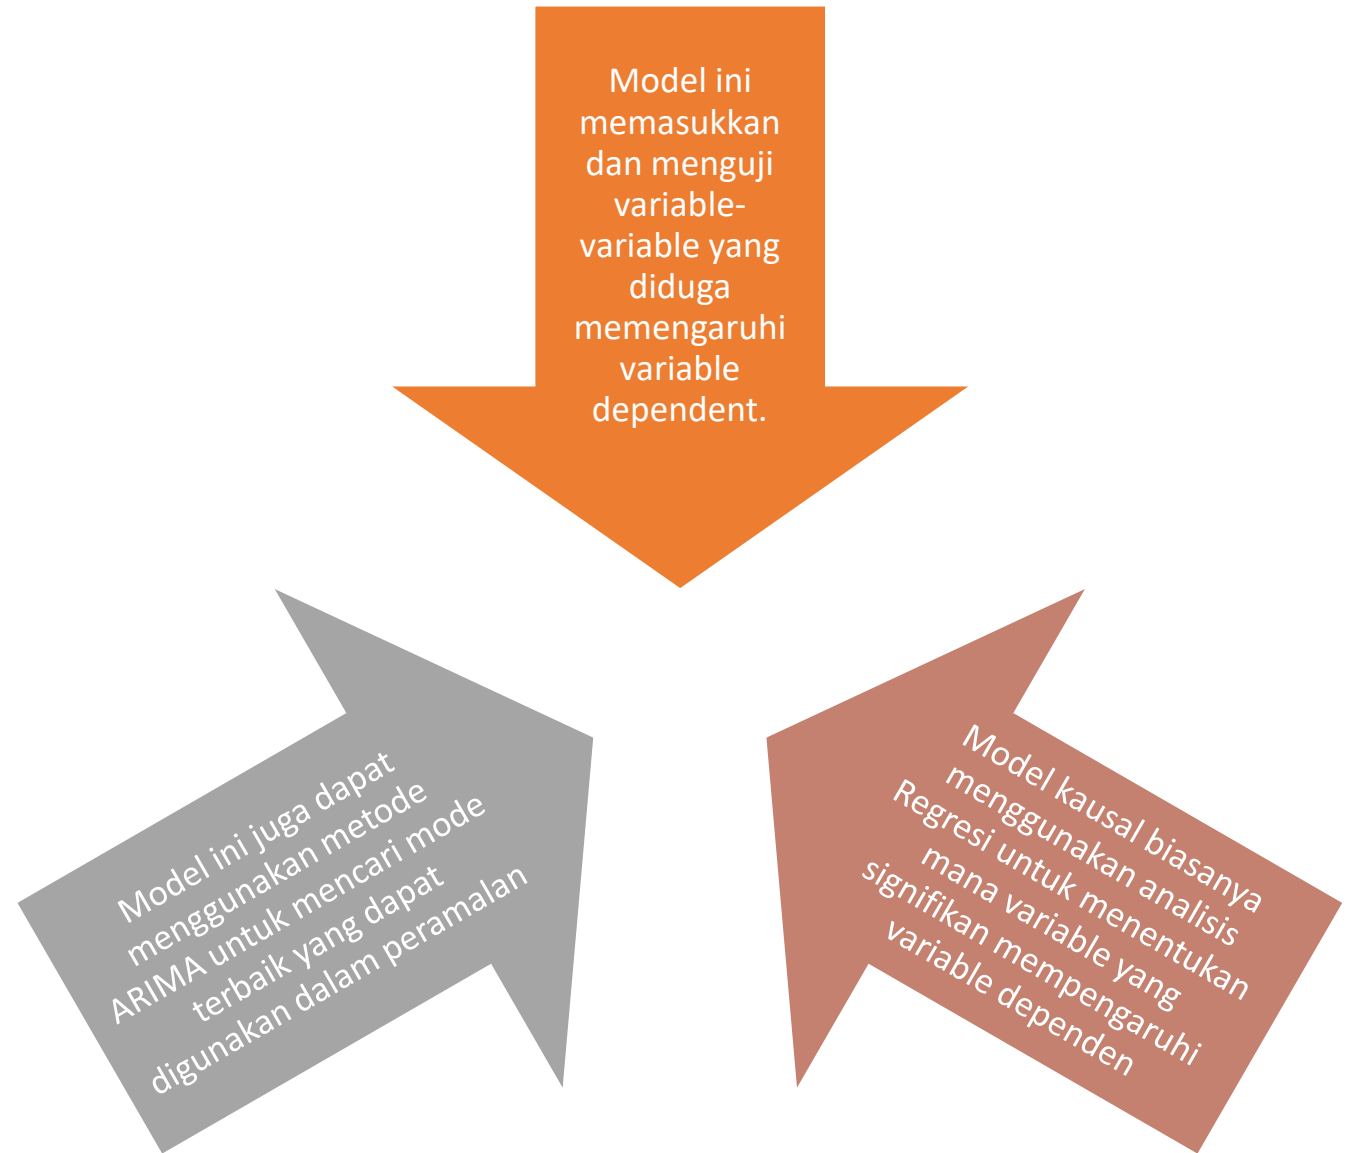 Model ini
memasukkan
dan menguji
variable-
variable yang
diduga
memengaruhi
variable
dependent.
Model kausal biasanya
menggunakan analisis
Regresi untuk menentukan
mana variable yang
signifikan mempengaruhi
variable dependen
Model ini juga dapat
menggunakan metode
ARIMA untuk mencari mode
terbaik yang dapat
digunakan dalam peramalan